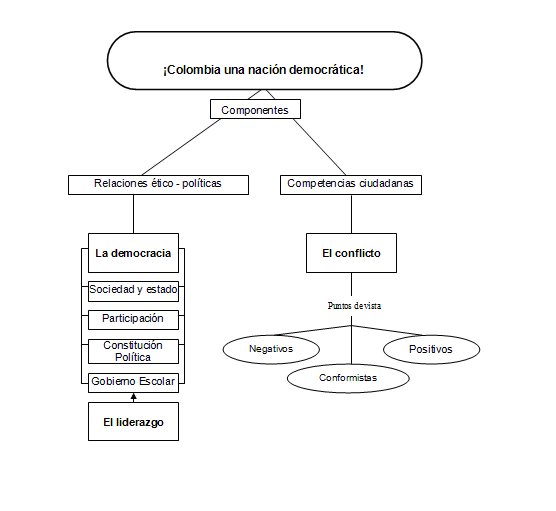 ¡Colombia una nación democrática!
Componentes
Relaciones ético - políticas
Competencias ciudadanas
La democracia
El conflicto
Sociedad y estado
Puntos de vista
Participación
Constitución
Política
Negativos
Positivos
Conformistas
Gobierno Escolar
El liderazgo